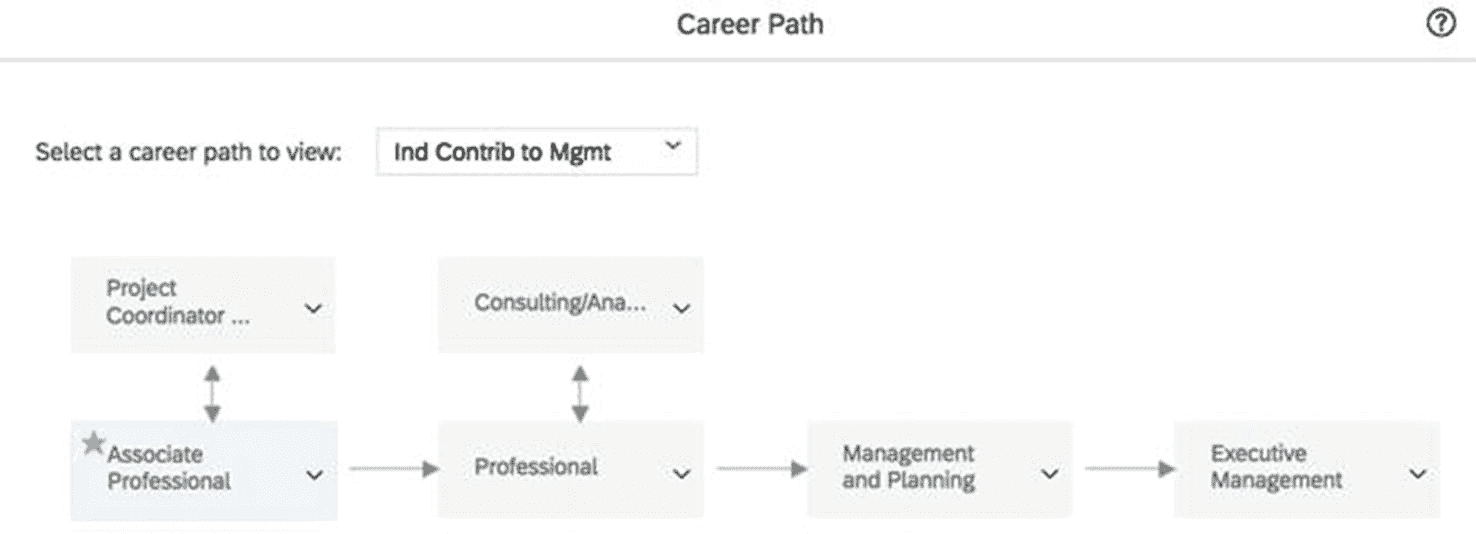 Career Path
Select a career path to view:
Ind Contrib to Mgmt
Project
Coordinator ...
Consulting/Ana...
Associate
Professional
Professional
Management
and Planning
Executive
Management